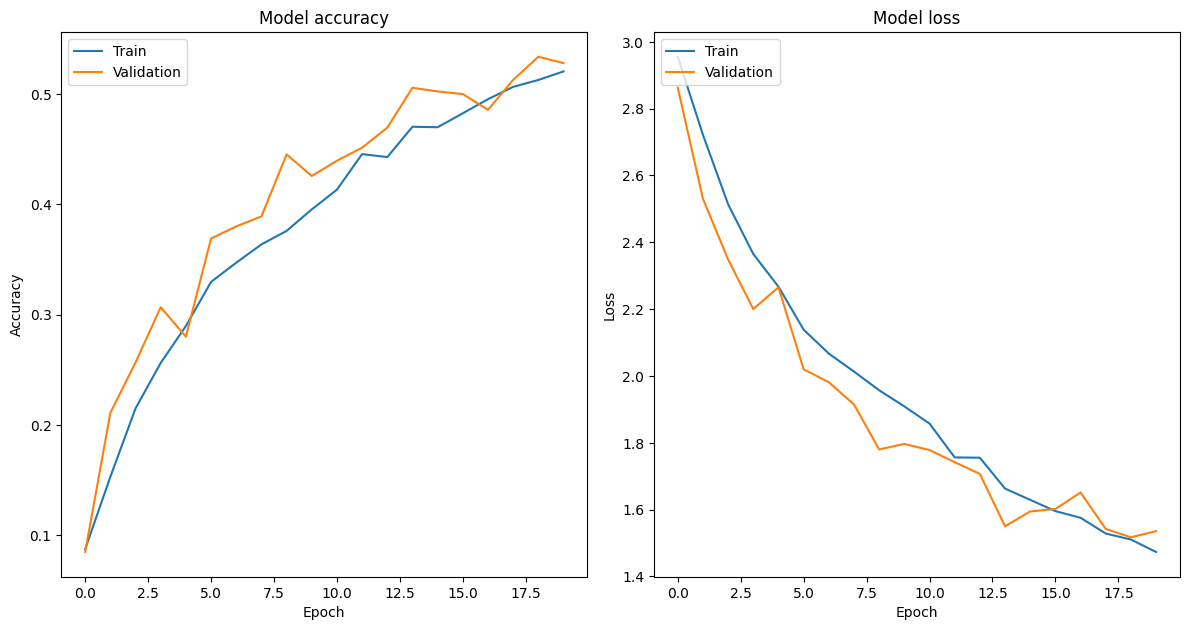 Model accuracy
Train
Validation
0.5
0.4
0.3
0.2
0.1
Accuracy
0.0 2.5 5.0 7.5 10.0 12.5 15.0 17.5
Epoch
Model loss
Train
Validation
3.0
2.8
2.6
2.4
2.2
2.0
1.8
1.6
1.4
Loss
0.0 2.5 5.0 7.5 10.0 12.5 15.0 17.5
Epoch